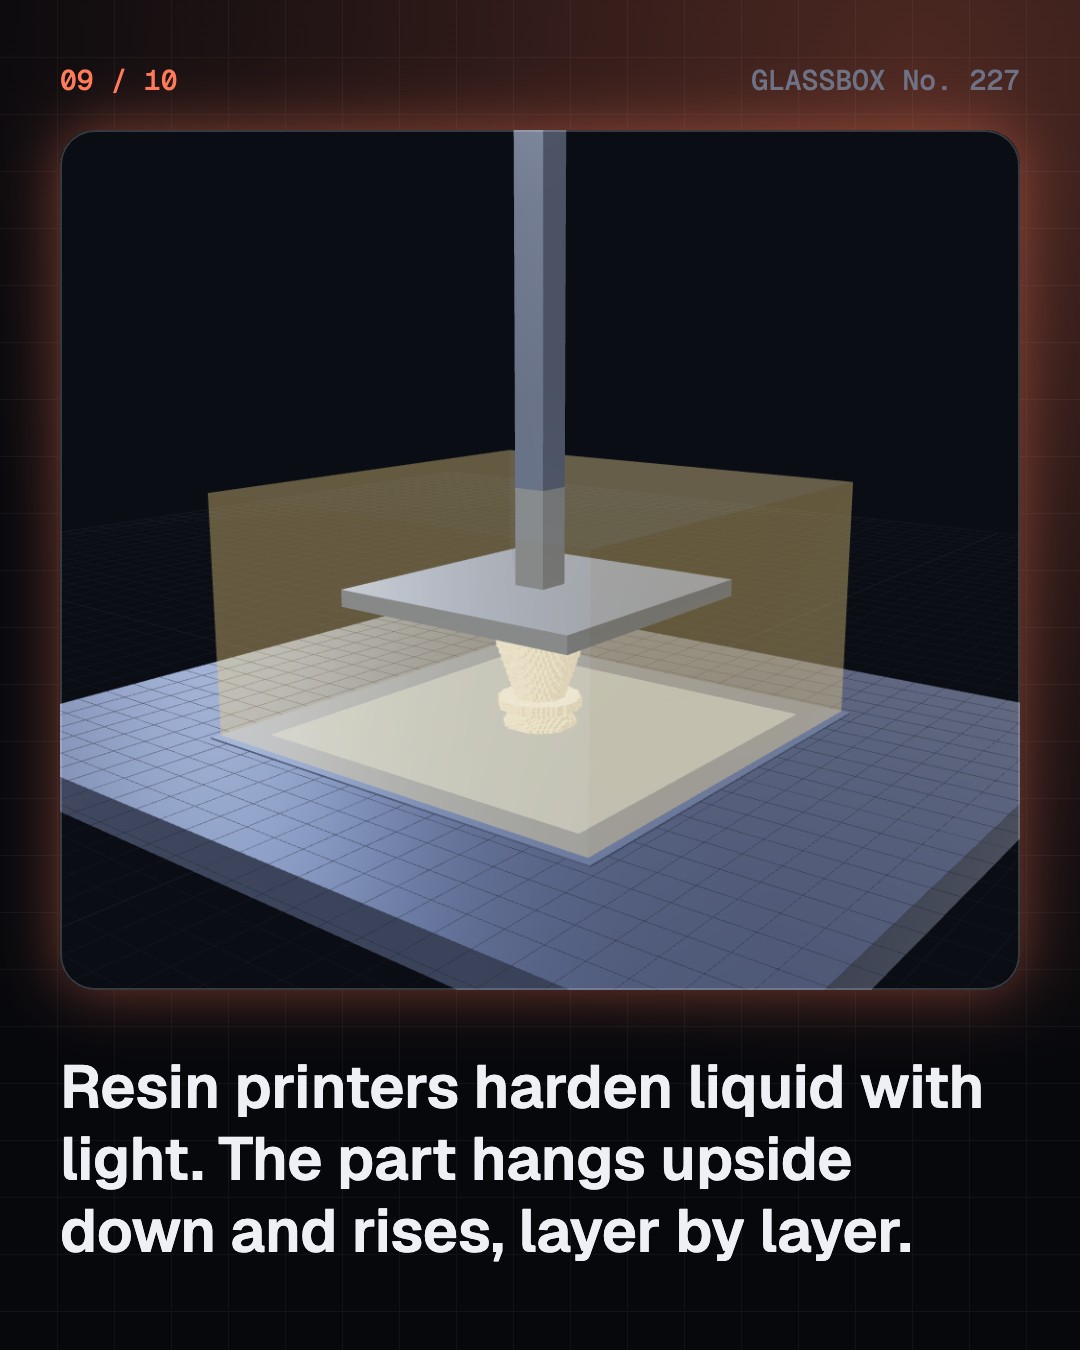 09 / 10
GLASSBOX No. 227
Resin printers harden liquid with
light. The part hangs upside
down and rises, layer by layer.